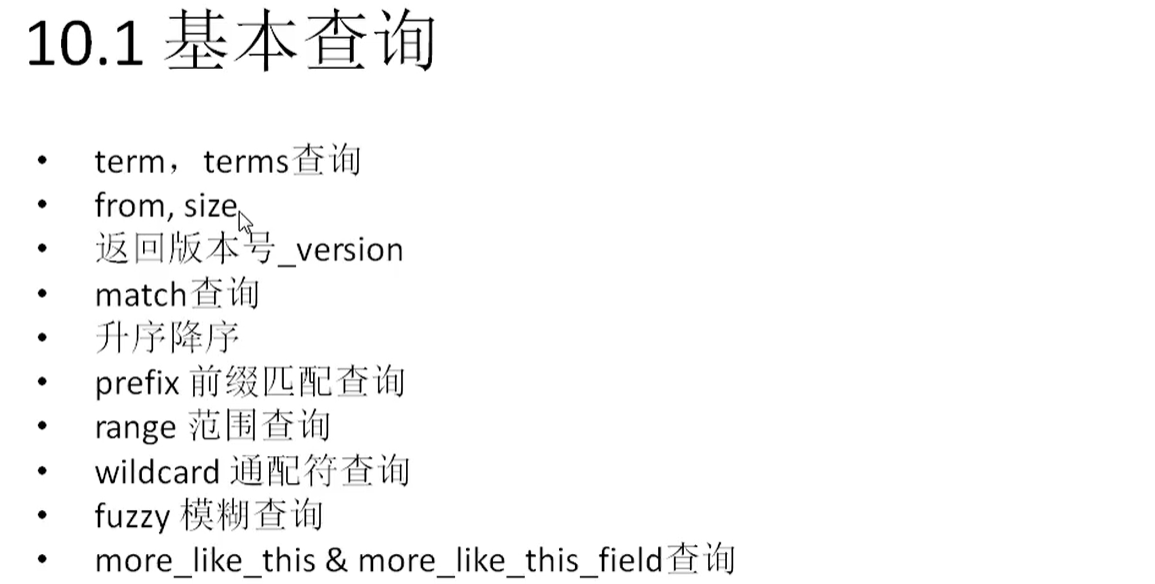 10.1 基本查询
• term，terms查询
• from, size
• 返回版本号_version
• match查询
• 升序降序
• prefix 前缀匹配查询
• range 范围查询
• wildcard 通配符查询
• fuzzy 模糊查询
• more_like_this & more_like_this_field查询